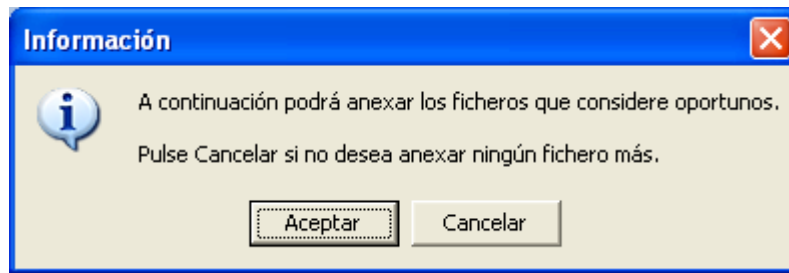 Información
A continuación podrá anexar los ficheros que considere oportunos.
Pulse Cancelar si no desea anexar ningún fichero más.
Aceptar Cancelar